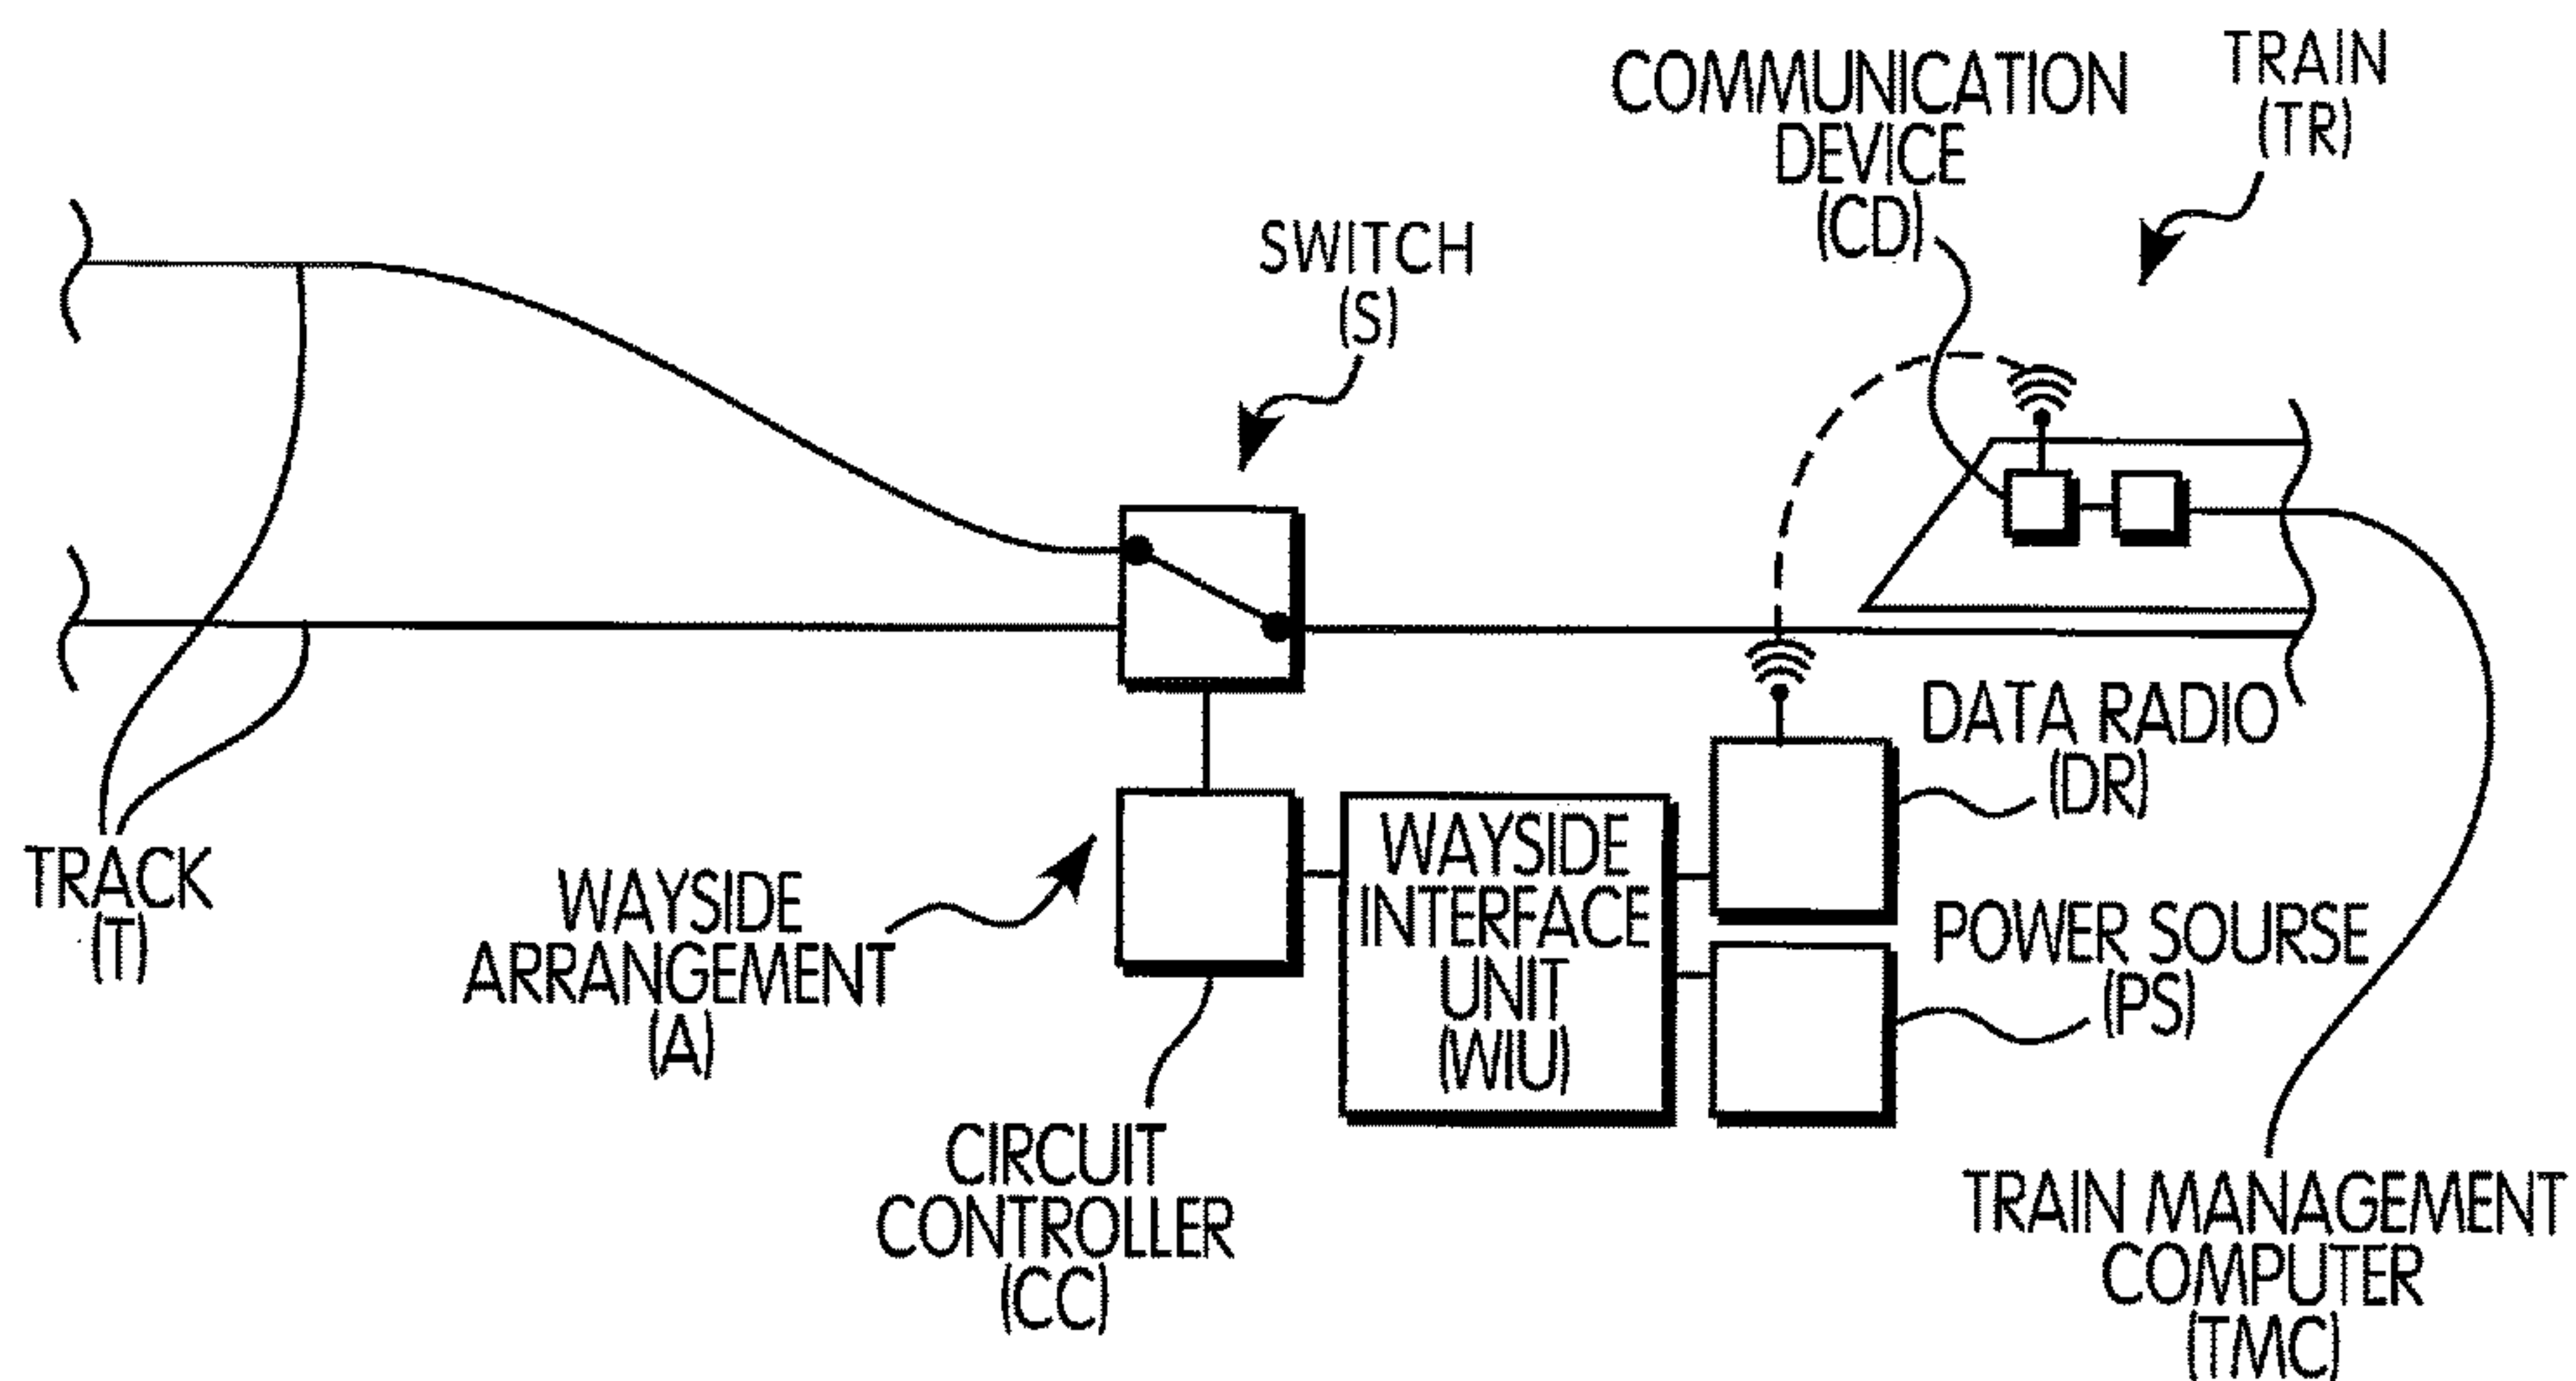 TRAIN
(TR)
COMMUNICATION
DEVICE
(CD)
SWITCH
(S)
DATA RADIO
(DR)
TRACK
(T)
WAYSIDE
ARRANGEMENT
(A)
WAYSIDE
INTERFACE
UNIT
(WIU)
POWER SOURSE
(PS)
CIRCUIT
CONTROLLER
(CC)
TRAIN MANAGEMENT
COMPUTER
(TMC)